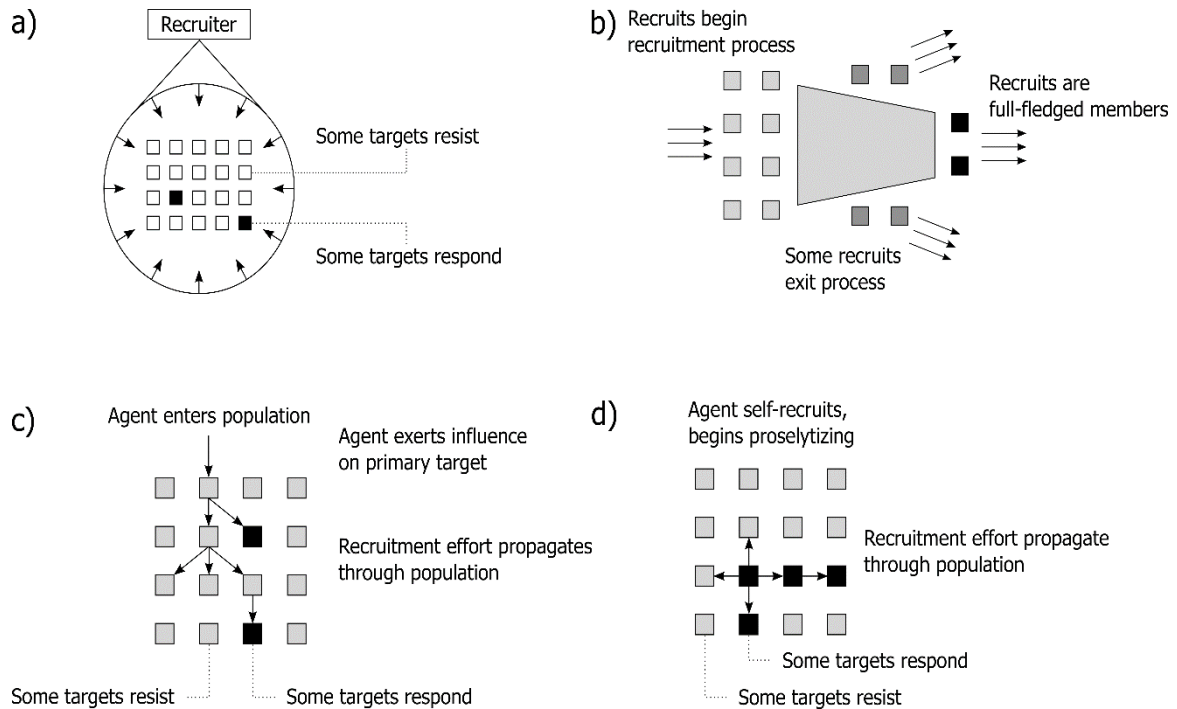 a)
Recruiter
Some targets resist
Some targets respond
b)
Recruits begin
recruitment process
Recruits are
full-fledged members
Some recruits
exit process
c)
Agent enters population
Agent exerts influence
on primary target
Recruitment effort propagates
through population
Some targets resist
Some targets respond
d)
Agent self-recruits,
begins proselytizing
Recruitment effort propagate
through population
Some targets respond
Some targets resist